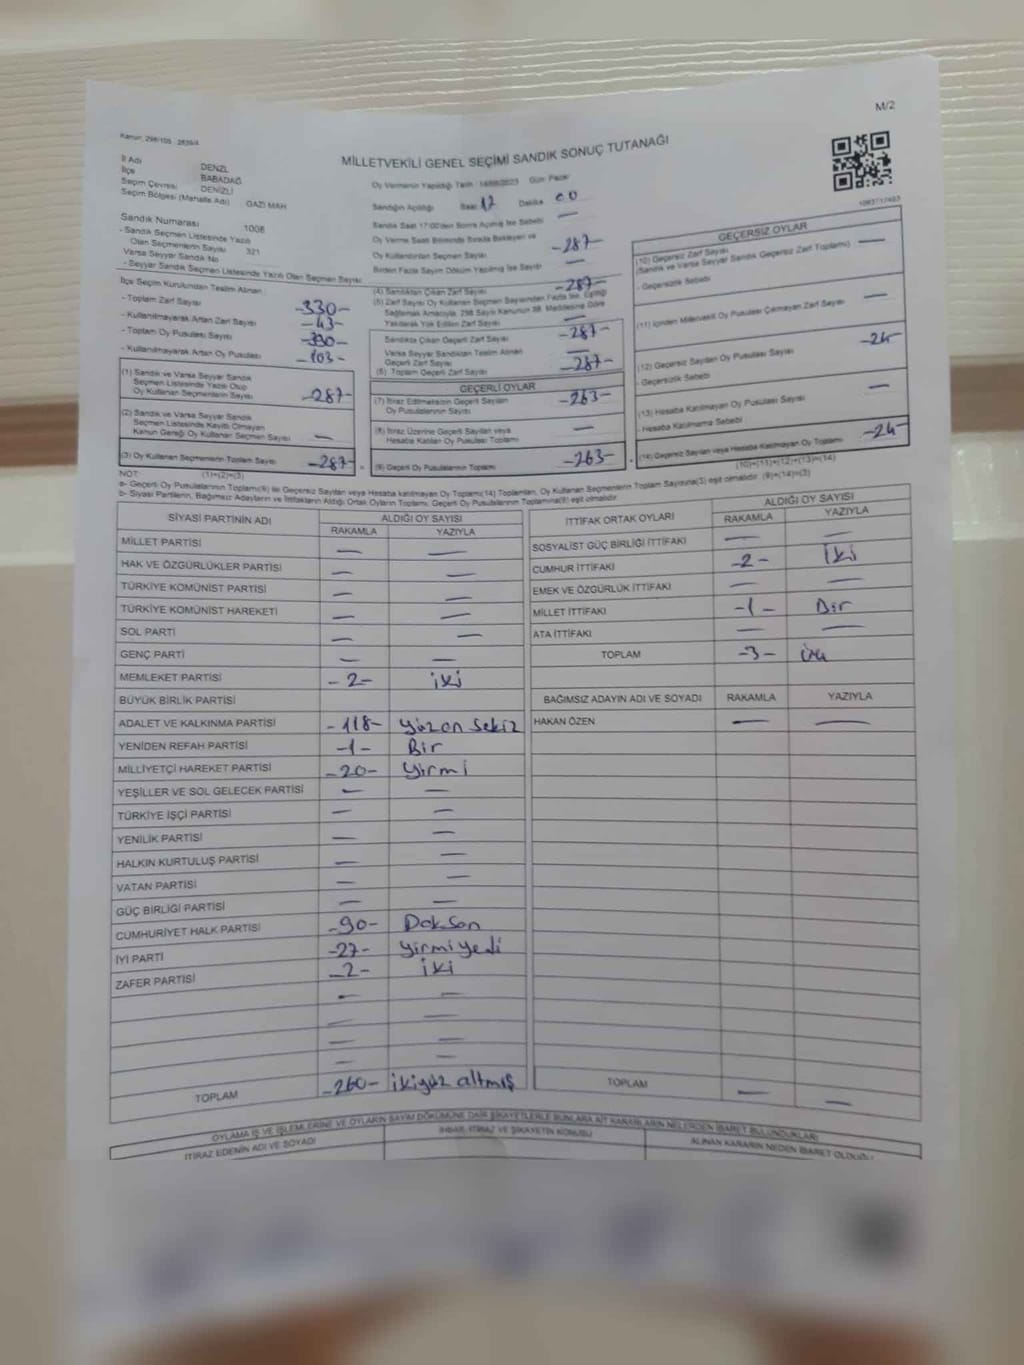 M/2
Kanun: 298/105 - 2839/4
MİLLETVEKİLİ GENEL SEÇİMİ SANDIK SONUÇ TUTANAĞI
İl Adı DENİZLİ
İlçe BABADAĞ
Seçim Çevresi DENİZLİ
Seçim Bölgesi (Mahalle Adı) GAZİ MAH
Sandık Numarası 1008
- Sandık Seçmen Listesinde Yazılı
Olan Seçmenlerin Sayısı 321
Varsa Seyyar Sandık No
- Seyyar Sandık Seçmen Listesinde Yazılı Olan Seçmen Sayısı
Oy Vermenin Yapıldığı Tarih Gün Pazar
Sandığın Açıldığı Saat 17 Dakika 00
Sandık Saat 17:00'den Sonra Açılmış İse Sebebi —
Oy Verme Saati Bitiminde Sırada Bekleyen ve
Oy Kullandırılan Seçmen Sayısı -287-
Birden Fazla Sayım Döküm Yapılmış İse Sayısı —
İlçe Seçim Kurulundan Teslim Alınan
- Toplam Zarf Sayısı -330-
- Kullanılmayarak Artan Zarf Sayısı -43-
- Toplam Oy Pusulası Sayısı -330-
- Kullanılmayarak Artan Oy Pusulası
(1) Sandık ve Varsa Seyyar Sandık
Seçmen Listesinde Yazılı Olup
Oy Kullanan Seçmenlerin Sayısı -287-
(2) Sandık ve Varsa Seyyar Sandık
Seçmen Listesinde Kayıtlı Olmayan
Kanun Gereği Oy Kullanan Seçmen Sayısı —
(3) Oy Kullanan Seçmenlerin Toplam Sayısı -287-
(1)+(2)=(3)
(4) Sandıktan Çıkan Zarf Sayısı -287-
(5) Zarf Sayısı Oy Kullanan Seçmen Sayısından Fazla İse, Eşitliği
Sağlamak Amacıyla, 298 Sayılı Kanunun 98. Maddesine Göre
Yakılarak Yok Edilen Zarf Sayısı —
Sandıkta Çıkan Geçerli Zarf Sayısı -287-
Varsa Seyyar Sandıktan Teslim Alınan
Geçerli Zarf Sayısı —
(6) Toplam Geçerli Zarf Sayısı -287-
GEÇERLİ OYLAR
(7) İtiraz Edilmeksizin Geçerli Sayılan
Oy Pusulalarının Sayısı -263-
(8) İtiraz Üzerine Geçerli Sayılan veya
Hesaba Katılan Oy Pusulası Toplamı —
(9) Geçerli Oy Pusulalarının Toplamı -263-
GEÇERSİZ OYLAR
(10) Geçersiz Zarf Sayısı —
(Sandık ve Varsa Seyyar Sandık Geçersiz Zarf Toplamı)
- Geçersizlik Sebebi
(11) İçinden Milletvekili Oy Pusulası Çıkmayan Zarf Sayısı —
(12) Geçersiz Sayılan Oy Pusulası Sayısı -24-
- Geçersizlik Sebebi
(13) Hesaba Katılmayan Oy Pusulası Sayısı —
- Hesaba Katılmama Sebebi
(14) Geçersiz Sayılan veya Hesaba Katılmayan Oy Toplamı -24-
(10)+(11)+(12)+(13)=(14)
NOT:
a- Geçerli Oy Pusulalarının Toplamı(9) ile Geçersiz Sayılan veya Hesaba katılmayan Oy Toplamı(14) Toplamları, Oy Kullanan Seçmenlerin Toplam Sayısına(3) eşit olmalıdır. (9)+(14)=(3)
b- Siyasi Partilerin, Bağımsız Adayların ve İttifakların Aldığı Ortak Oyların Toplamı, Geçerli Oy Pusulalarının Toplamına(9) eşit olmalıdır
SİYASİ PARTİNİN ADI ALDIĞI OY SAYISI
RAKAMLA YAZIYLA
MİLLET PARTİSİ — —
HAK VE ÖZGÜRLÜKLER PARTİSİ — —
TÜRKİYE KOMÜNİST PARTİSİ — —
TÜRKİYE KOMÜNİST HAREKETİ — —
SOL PARTİ — —
GENÇ PARTİ — —
MEMLEKET PARTİSİ -2- iki
BÜYÜK BİRLİK PARTİSİ
ADALET VE KALKINMA PARTİSİ -118- Yüz on sekiz
YENİDEN REFAH PARTİSİ -1- Bir
MİLLİYETÇİ HAREKET PARTİSİ -20- Yirmi
YEŞİLLER VE SOL GELECEK PARTİSİ — —
TÜRKİYE İŞÇİ PARTİSİ — —
YENİLİK PARTİSİ — —
HALKIN KURTULUŞ PARTİSİ — —
VATAN PARTİSİ — —
GÜÇ BİRLİĞİ PARTİSİ — —
CUMHURİYET HALK PARTİSİ -90- Doksan
İYİ PARTİ -27- Yirmi yedi
ZAFER PARTİSİ -2- iki
— —
— —
— —
— —
TOPLAM -260- ikiyüz altmış
İTTİFAK ORTAK OYLARI ALDIĞI OY SAYISI
RAKAMLA YAZIYLA
SOSYALİST GÜÇ BİRLİĞİ İTTİFAKI — —
CUMHUR İTTİFAKI -2- İki
EMEK VE ÖZGÜRLÜK İTTİFAKI — —
MİLLET İTTİFAKI -1- Bir
ATA İTTİFAKI — —
TOPLAM -3- üç
BAĞIMSIZ ADAYIN ADI VE SOYADI RAKAMLA YAZIYLA
HAKAN ÖZEN — —
TOPLAM — —
OYLAMA İŞ VE İŞLEMLERİNE VE OYLARIN SAYIM DÖKÜMÜNE DAİR ŞİKAYETLERLE BUNLARA AİT KARARLARIN NELERDEN İBARET BULUNDUKLARI
İTİRAZ EDENİN ADI VE SOYADI
İHBAR, İTİRAZ VE ŞİKAYETİN KONUSU
ALINAN KARARIN NEDEN İBARET OLDUĞU